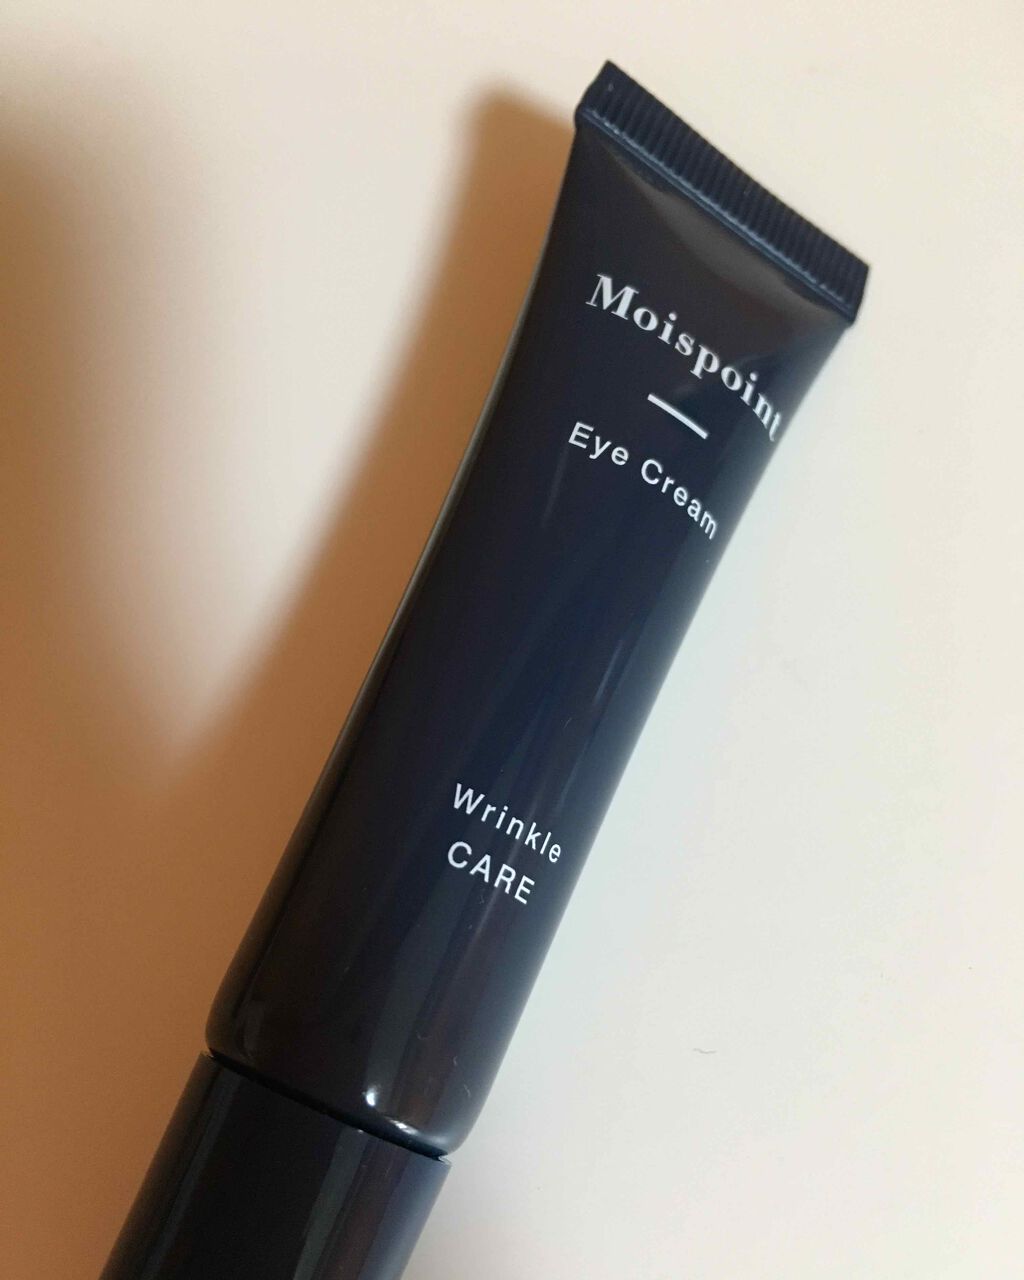 Moispoint
Eye Cream
Wrinkle
CARE